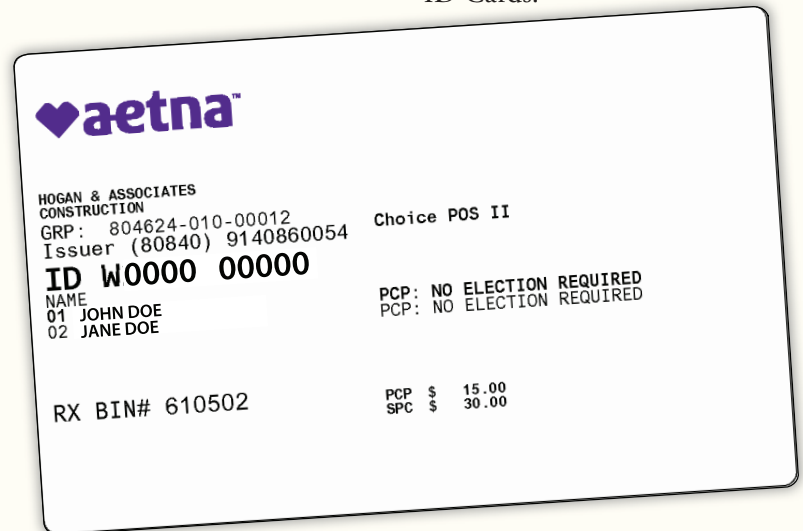 ID Cards.
aetna™
HOGAN & ASSOCIATES
CONSTRUCTION
GRP: 804624-010-00012
Issuer (80840) 9140860054
ID W0000 00000
NAME
01 JOHN DOE
02 JANE DOE
RX BIN# 610502
Choice POS II
PCP: NO ELECTION REQUIRED
PCP: NO ELECTION REQUIRED
PCP $ 15.00
SPC $ 30.00